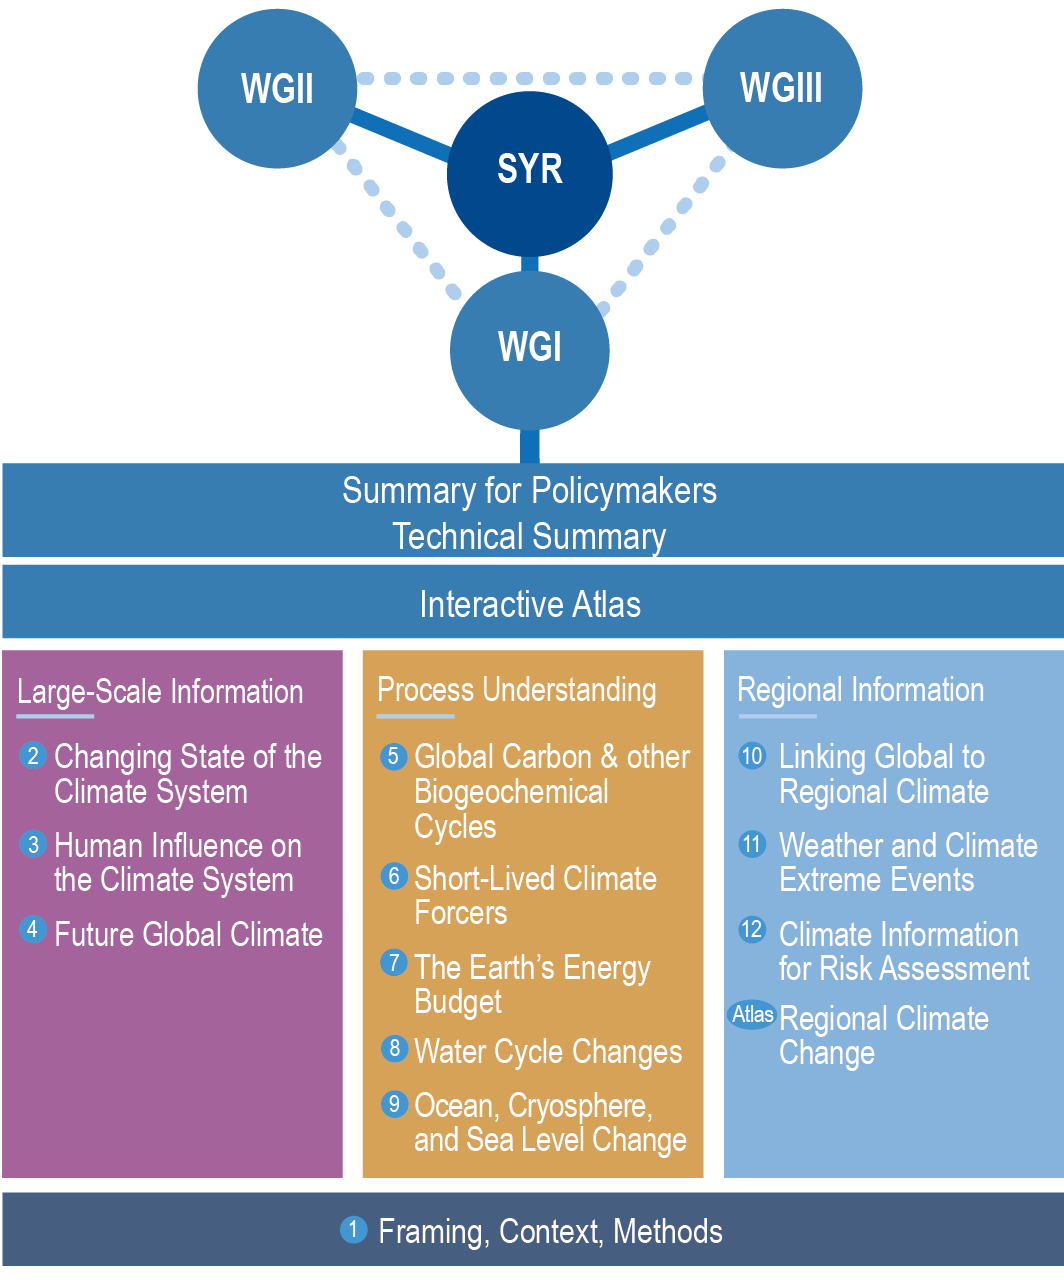 WGII
WGIII
SYR
WGI
Summary for Policymakers
Technical Summary
Interactive Atlas
Large-Scale Information
2 Changing State of the
Climate System
3 Human Influence on
the Climate System
4 Future Global Climate
Process Understanding
5 Global Carbon & other
Biogeochemical
Cycles
6 Short-Lived Climate
Forcers
7 The Earth’s Energy
Budget
8 Water Cycle Changes
9 Ocean, Cryosphere,
and Sea Level Change
Regional Information
10 Linking Global to
Regional Climate
11 Weather and Climate
Extreme Events
12 Climate Information
for Risk Assessment
Atlas Regional Climate
Change
1 Framing, Context, Methods